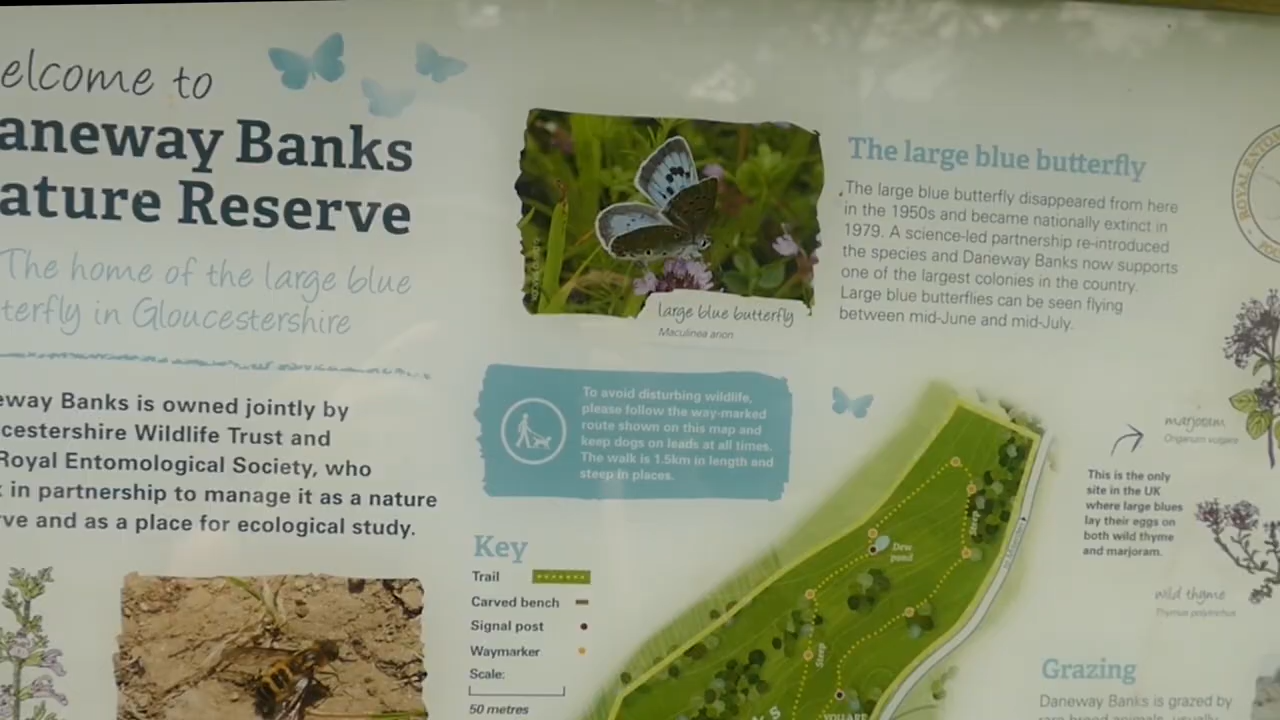 elcome to
aneway Banks
ature Reserve
The home of the large blue
terfly in Gloucestershire
eway Banks is owned jointly by
cestershire Wildlife Trust and
Royal Entomological Society, who
k in partnership to manage it as a nature
rve and as a place for ecological study.
large blue butterfly
Maculinea arion
The large blue butterfly
The large blue butterfly disappeared from here
in the 1950s and became nationally extinct in
1979. A science-led partnership re-introduced
the species and Daneway Banks now supports
one of the largest colonies in the country.
Large blue butterflies can be seen flying
between mid-June and mid-July.
To avoid disturbing wildlife,
please follow the way-marked
route shown on this map and
keep dogs on leads at all times.
The walk is 1.5km in length and
steep in places.
Key
Trail
Carved bench
Signal post
Waymarker
Scale:
50 metres
Dew
pond
Steep
Steep
YOU ARE
K S
marjoram
Origanum vulgare
This is the only
site in the UK
where large blues
lay their eggs on
both wild thyme
and marjoram.
wild thyme
Thymus polytrichus
Grazing
Daneway Banks is grazed by
ROYAL ENTO